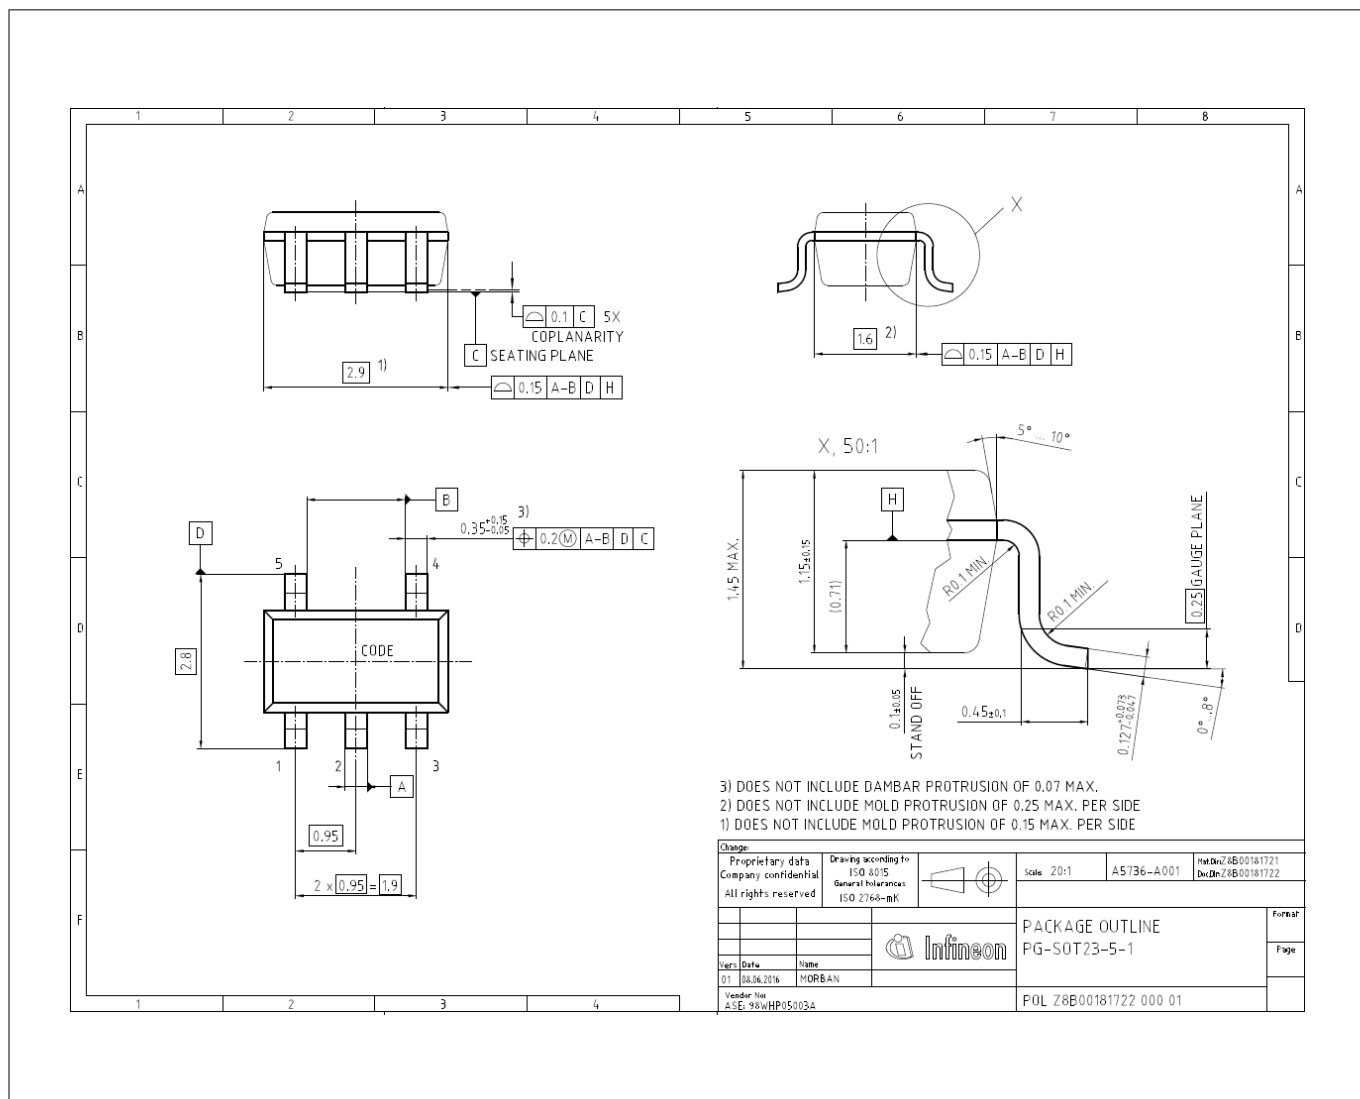 1 2 3 4 5 6 7 8
A
B
C
D
E
F
A
B
C
D
0.1 C 5X
COPLANARITY
C SEATING PLANE
2.9 1)
0.15 A-B D H
X
1.6 2)
0.15 A-B D H
B
D
0.35 +0.15 -0.05 3)
0.2 Ⓜ A-B D C
5 4
CODE
2.8
1 2 3
A
0.95
2 x 0.95 = 1.9
X, 50:1
5° ... 10°
H
1.45 MAX.
1.15±0.15
(0.71)
R0.1 MIN.
R0.1 MIN.
0.25 GAUGE PLANE
0.1±0.05
STAND OFF
0.45±0.1
0.127 +0.073 -0.047
0°...8°
3) DOES NOT INCLUDE DAMBAR PROTRUSION OF 0.07 MAX.
2) DOES NOT INCLUDE MOLD PROTRUSION OF 0.25 MAX. PER SIDE
1) DOES NOT INCLUDE MOLD PROTRUSION OF 0.15 MAX. PER SIDE
Change:
Proprietary data
Company confidential
All rights reserved
Drawing according to
ISO 8015
General tolerances
ISO 2768-mK
Scale: 20:1
A5736-A001
Mat.Dir.:Z8B00181721
Doc.Dir.:Z8B00181722
Infineon
PACKAGE OUTLINE
PG-SOT23-5-1
Format
Page
Vers. Date Name
01 08.06.2016 MORBAN
Vendor No:
ASE: 98WHP05003A
POL Z8B00181722 000 01
1 2 3 4